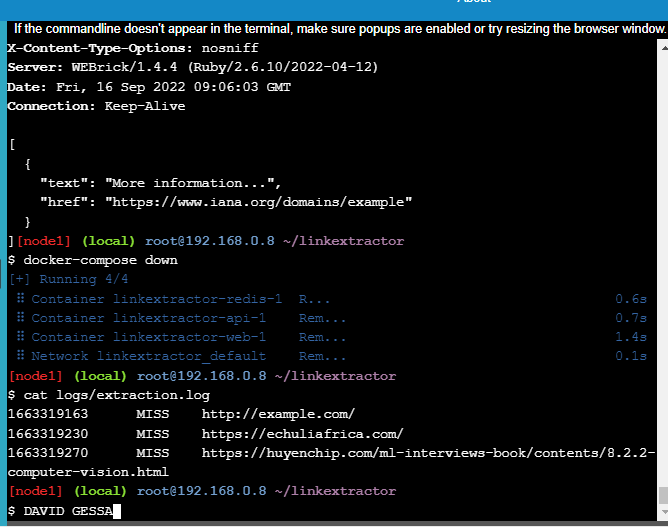 About
If the commandline doesn't appear in the terminal, make sure popups are enabled or try resizing the browser window.
X-Content-Type-Options: nosniff
Server: WEBrick/1.4.4 (Ruby/2.6.10/2022-04-12)
Date: Fri, 16 Sep 2022 09:06:03 GMT
Connection: Keep-Alive
[
{
"text": "More information...",
"href": "https://www.iana.org/domains/example"
}
][node1] (local) root@192.168.0.8 ~/linkextractor
$ docker-compose down
[+] Running 4/4
⠿ Container linkextractor-redis-1 R... 0.6s
⠿ Container linkextractor-api-1 Rem... 0.7s
⠿ Container linkextractor-web-1 Rem... 1.4s
⠿ Network linkextractor_default Rem... 0.1s
[node1] (local) root@192.168.0.8 ~/linkextractor
$ cat logs/extraction.log
1663319163 MISS http://example.com/
1663319230 MISS https://echuliafrica.com/
1663319270 MISS https://huyenchip.com/ml-interviews-book/contents/8.2.2-
computer-vision.html
[node1] (local) root@192.168.0.8 ~/linkextractor
$ DAVID GESSA